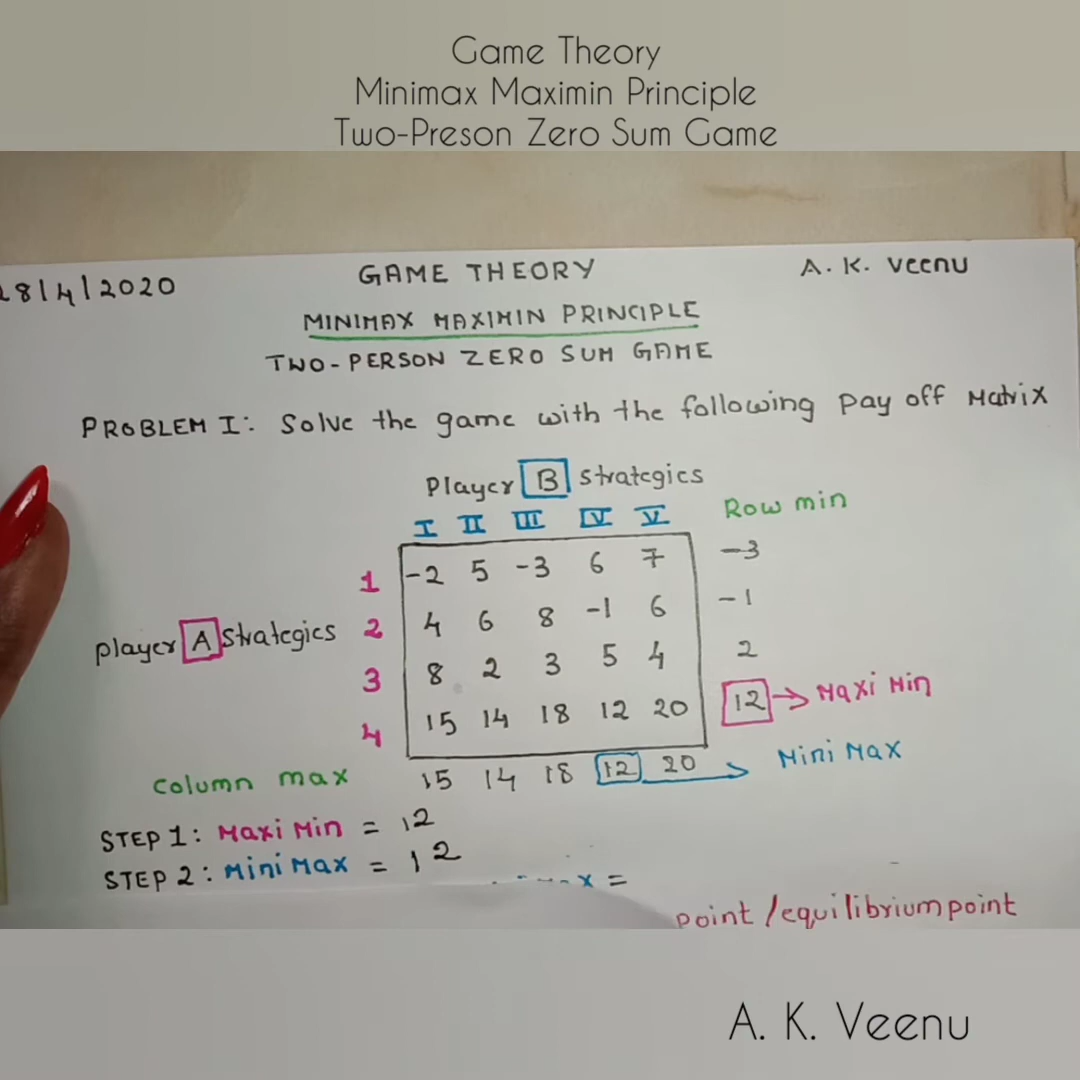 Game Theory
Minimax Maximin Principle
Two-Preson Zero Sum Game
28/4/2020 GAME THEORY A. K. Veenu
MINIMAX MAXIMIN PRINCIPLE
TWO-PERSON ZERO SUM GAME
PROBLEM I: Solve the game with the following Pay off Matrix
Player B Strategies
I II III IV V Row min
1 -2 5 -3 6 7 -3
2 4 6 8 -1 6 -1
Player A Strategies
3 8 2 3 5 4 2
4 15 14 18 12 20 12 → Maxi Min
Column max 15 14 18 12 20 → Mini Max
STEP 1: Maxi Min = 12
STEP 2: Mini Max = 12
x =
point/equilibrium point
A. K. Veenu